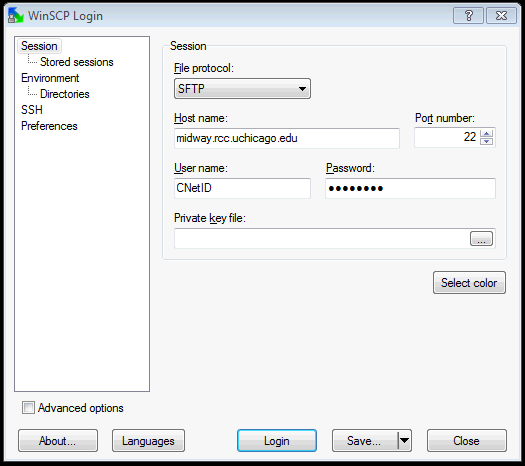 WinSCP Login
Session
Stored sessions
Environment
Directories
SSH
Preferences
Session
File protocol:
SFTP
Host name:
Port number:
midway.rcc.uchicago.edu
22
User name:
Password:
CNetID
●●●●●●●●
Private key file:
...
Select color
Advanced options
About...
Languages
Login
Save...
Close